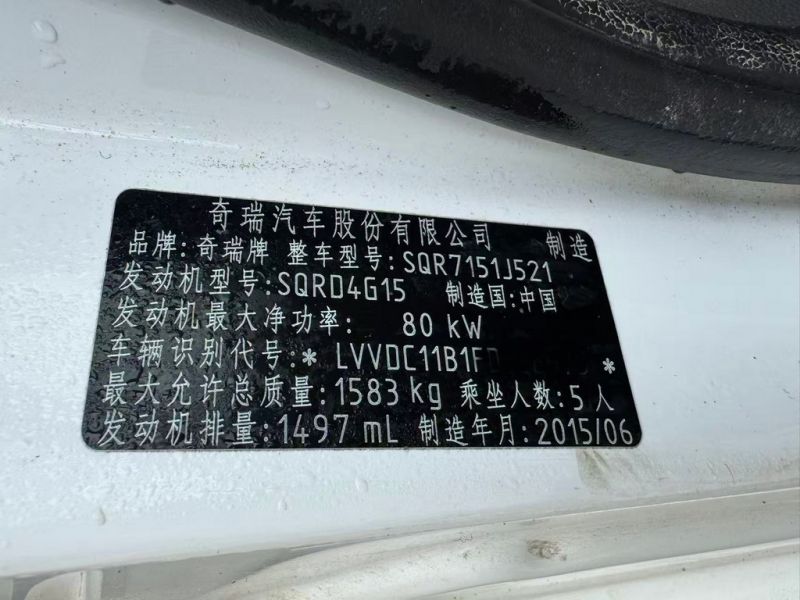 奇瑞汽车股份有限公司 制造
品牌:奇瑞牌 整车型号:SQR7151J521
发动机型号:SQRD4G15 制造国:中国
发动机最大净功率: 80 kW
车辆识别代号:* LVVDC11B1F *
最大允许总质量:1583 kg 乘坐人数:5人
发动机排量:1497 mL 制造年月:2015/06